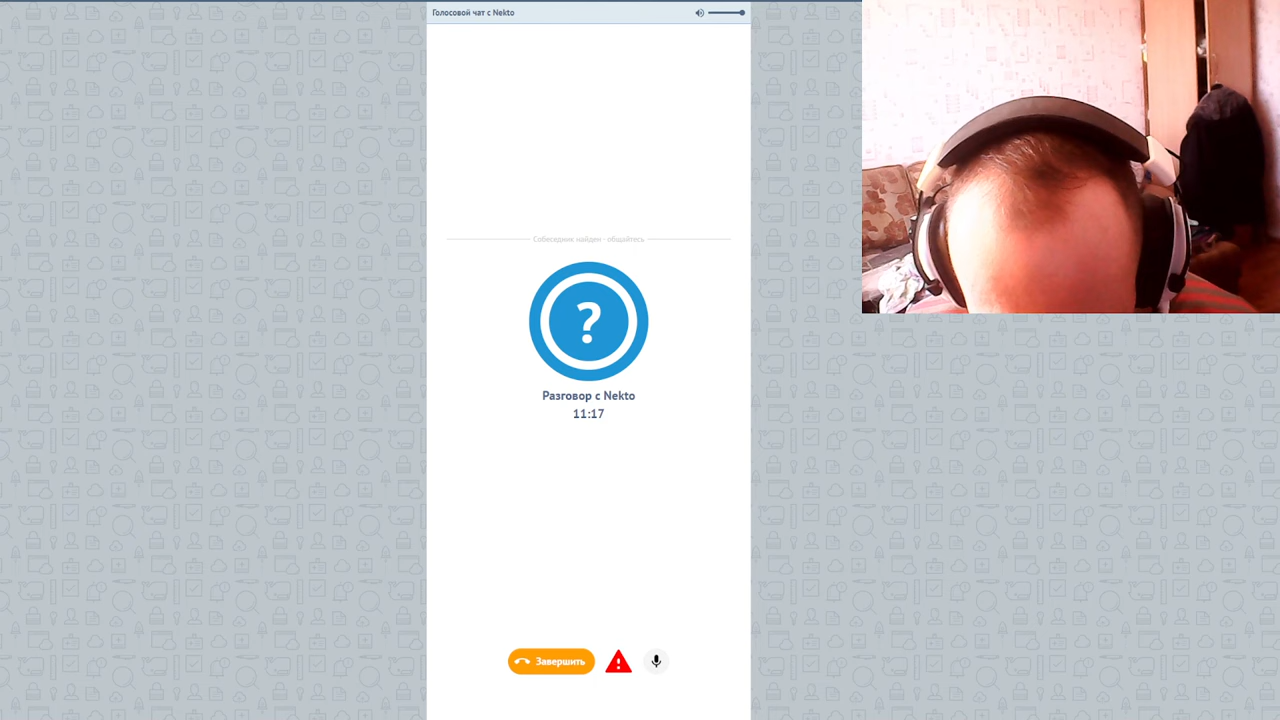 Голосовой чат с Nekto
Собеседник найден - общайтесь
?
Разговор с Nekto
11:17
Завершить